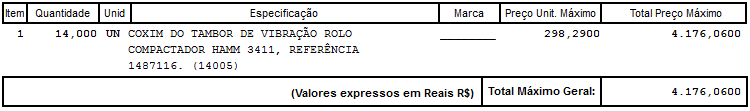 Item Quantidade Unid Especificação Marca Preço Unit. Máximo Total Preço Máximo
1 14,000 UN COXIM DO TAMBOR DE VIBRAÇÃO ROLO ________ 298,2900 4.176,0600
COMPACTADOR HAMM 3411, REFERÊNCIA
1487116. (14005)
(Valores expressos em Reais R$) Total Máximo Geral: 4.176,0600